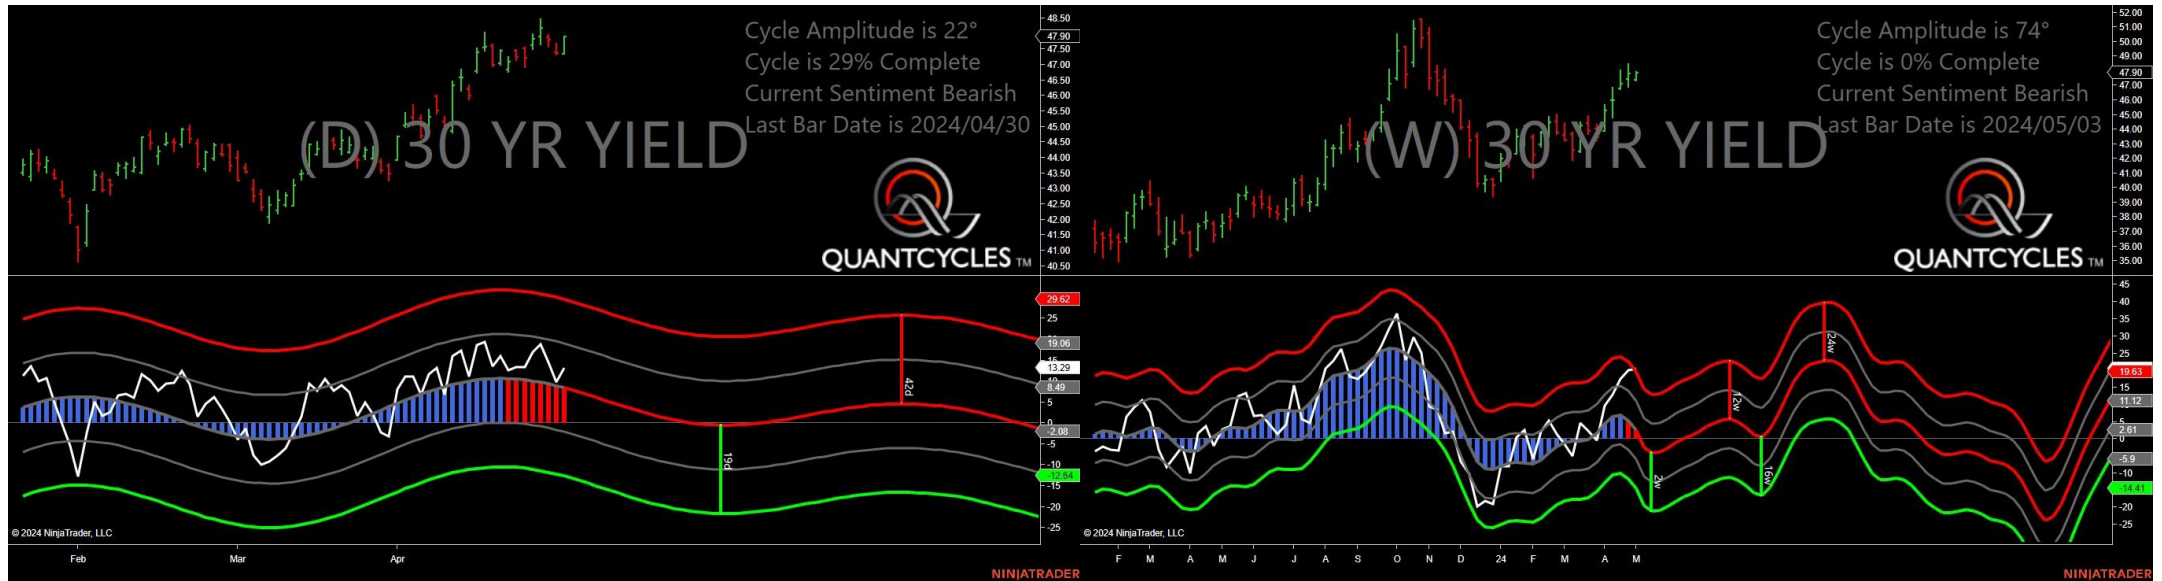 Cycle Amplitude is 22°
Cycle is 29% Complete
Current Sentiment Bearish
Last Bar Date is 2024/04/30
(D) 30 YR YIELD
QUANTCYCLES TM
48.50
47.90
47.50
47.00
46.50
46.00
45.50
45.00
44.50
44.00
43.50
43.00
42.50
42.00
41.50
41.00
40.50
29.62
25
19.06
13.29
8.49
5
0
-2.08
-5
-10
-12.54
-15
-20
-25
42d
19d
© 2024 NinjaTrader, LLC
Feb Mar Apr
NINJATRADER
Cycle Amplitude is 74°
Cycle is 0% Complete
Current Sentiment Bearish
Last Bar Date is 2024/05/03
(W) 30 YR YIELD
QUANTCYCLES TM
52.00
51.00
50.00
49.00
47.90
47.00
46.00
45.00
44.00
43.00
42.00
41.00
40.00
39.00
38.00
37.00
36.00
35.00
45
40
35
30
25
19.63
15
11.12
5
2.61
0
-5.9
-10
-14.41
-20
-25
24w
12w
2w
16w
© 2024 NinjaTrader, LLC
F M A M J J A S O N D 24 F M A M
NINJATRADER